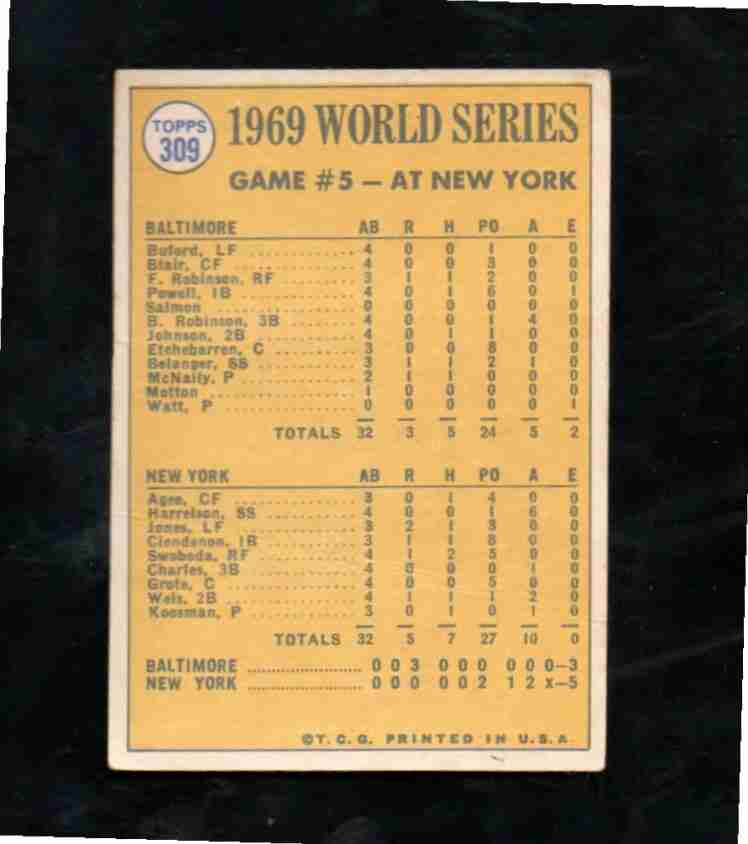 TOPPS
309
1969 WORLD SERIES
GAME #5 — AT NEW YORK
BALTIMORE AB R H PO A E
Buford, LF .............. 4 0 0 1 0 0
Blair, CF .............. 4 0 0 3 0 0
F. Robinson, RF .............. 3 1 1 2 0 0
Powell, 1B .............. 4 0 1 6 0 1
Salmon .............. 0 0 0 0 0 0
B. Robinson, 3B .............. 4 0 0 1 4 0
Johnson, 2B .............. 4 0 1 1 0 0
Etchebarren, C .............. 3 0 0 8 0 0
Belanger, SS .............. 3 1 1 2 1 0
McNally, P .............. 2 1 1 0 0 0
Motton .............. 1 0 0 0 0 0
Watt, P .............. 0 0 0 0 0 1
TOTALS 32 3 5 24 5 2
NEW YORK AB R H PO A E
Agee, CF .............. 3 0 1 4 0 0
Harrelson, SS .............. 4 0 0 1 6 0
Jones, LF .............. 3 2 1 3 0 0
Clendenon, 1B .............. 3 1 1 8 0 0
Swoboda, RF .............. 4 1 2 5 0 0
Charles, 3B .............. 4 0 0 0 1 0
Grote, C .............. 4 0 0 5 0 0
Weis, 2B .............. 4 1 1 1 2 0
Koosman, P .............. 3 0 1 0 1 0
TOTALS 32 5 7 27 10 0
BALTIMORE .............. 0 0 3 0 0 0 0 0 0—3
NEW YORK .............. 0 0 0 0 0 2 1 2 x—5
©T. C. G. PRINTED IN U. S. A.